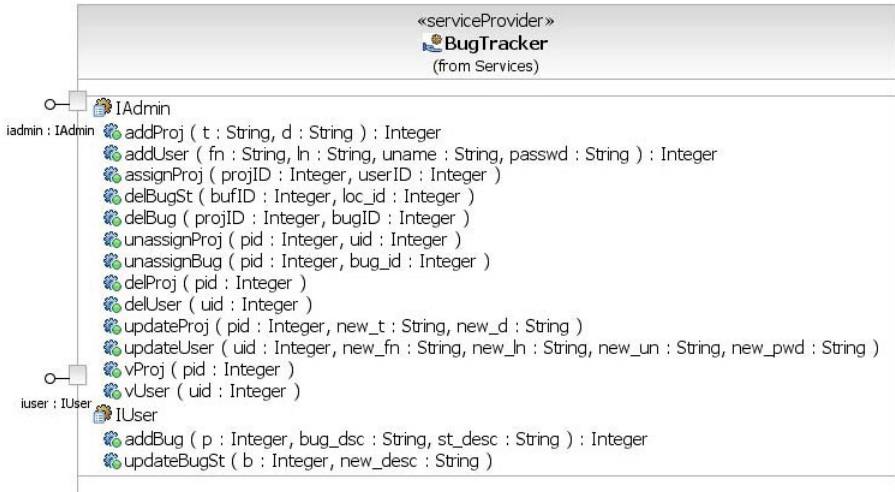 «serviceProvider»
BugTracker
(from Services)
iadmin : IAdmin
IAdmin
addProj ( t : String, d : String ) : Integer
addUser ( fn : String, ln : String, uname : String, passwd : String ) : Integer
assignProj ( projID : Integer, userID : Integer )
delBugSt ( bufID : Integer, loc_id : Integer )
delBug ( projID : Integer, bugID : Integer )
unassignProj ( pid : Integer, uid : Integer )
unassignBug ( pid : Integer, bug_id : Integer )
delProj ( pid : Integer )
delUser ( uid : Integer )
updateProj ( pid : Integer, new_t : String, new_d : String )
updateUser ( uid : Integer, new_fn : String, new_ln : String, new_un : String, new_pwd : String )
vProj ( pid : Integer )
vUser ( uid : Integer )
iuser : IUser
IUser
addBug ( p : Integer, bug_dsc : String, st_desc : String ) : Integer
updateBugSt ( b : Integer, new_desc : String )